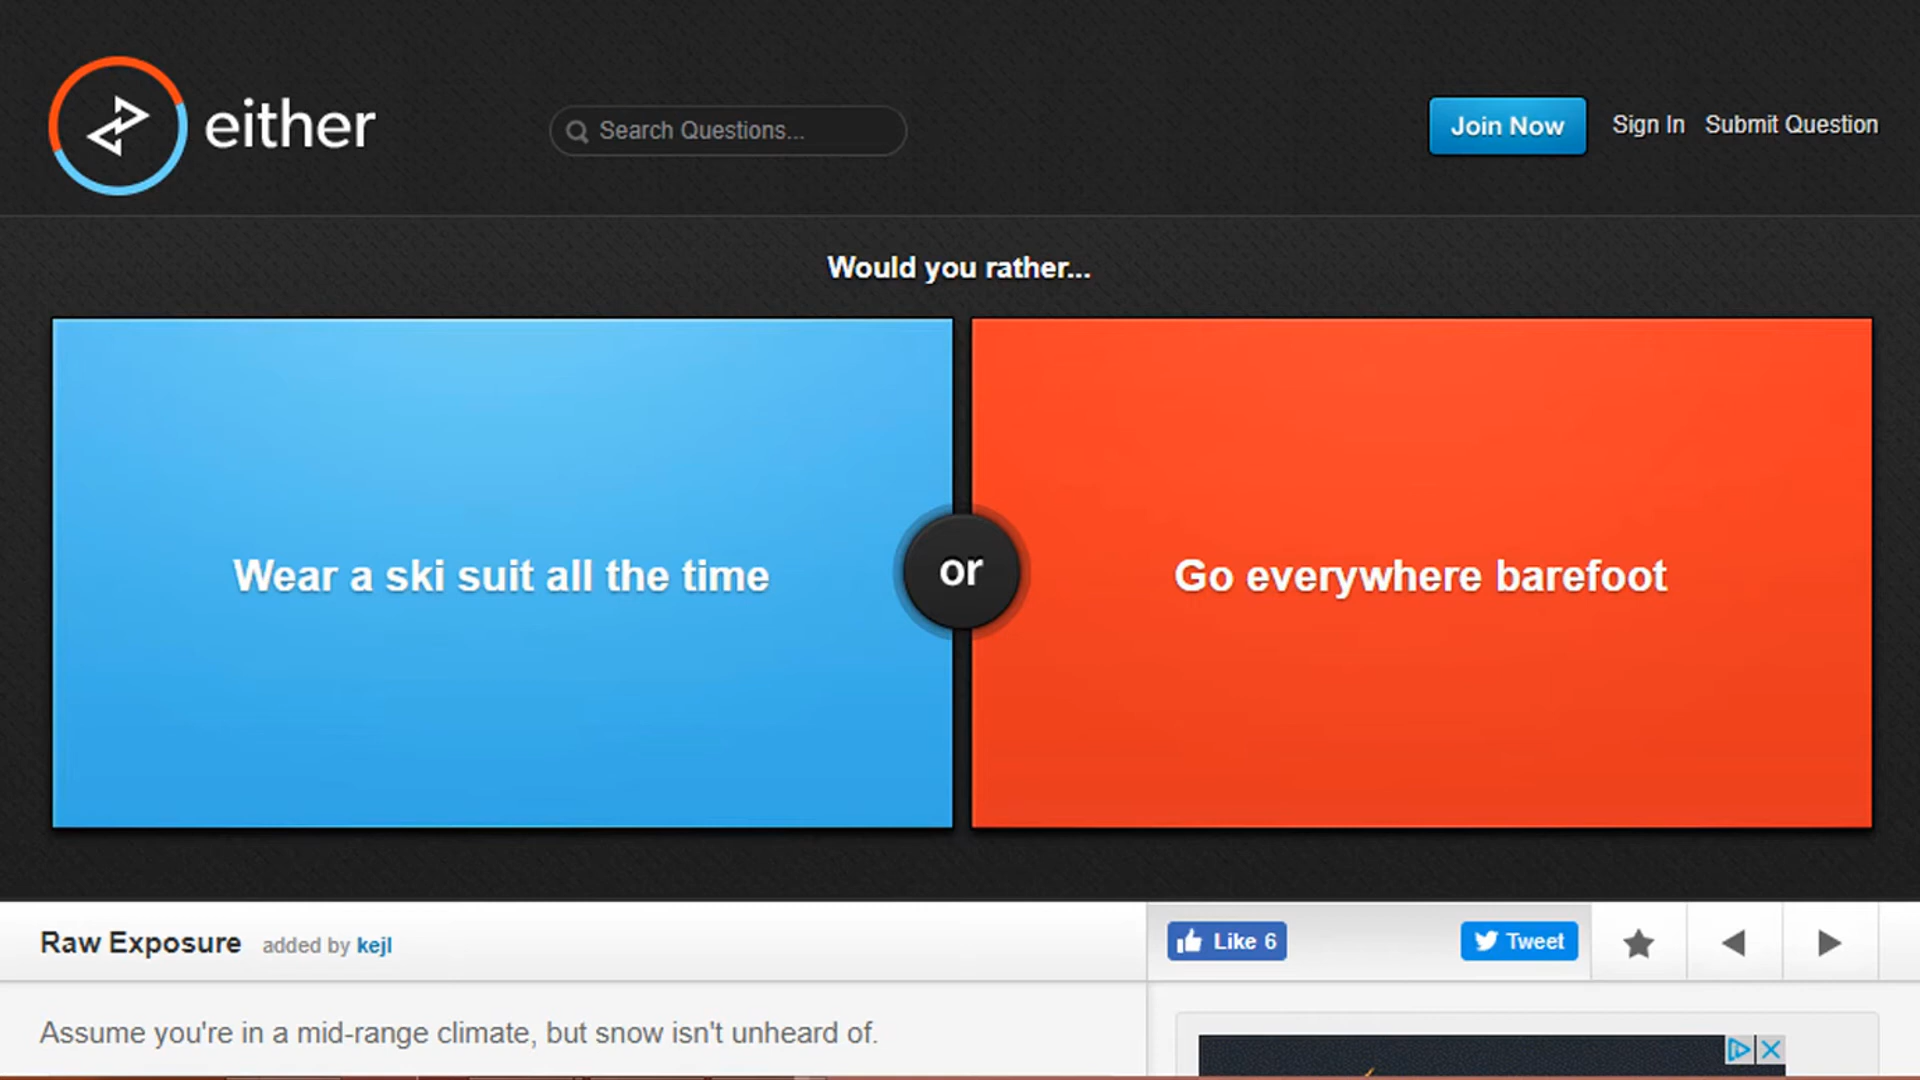 either
Search Questions...
Join Now
Sign In
Submit Question
Would you rather...
Wear a ski suit all the time
or
Go everywhere barefoot
Raw Exposure added by kejl
Like 6
Tweet
Assume you're in a mid-range climate, but snow isn't unheard of.